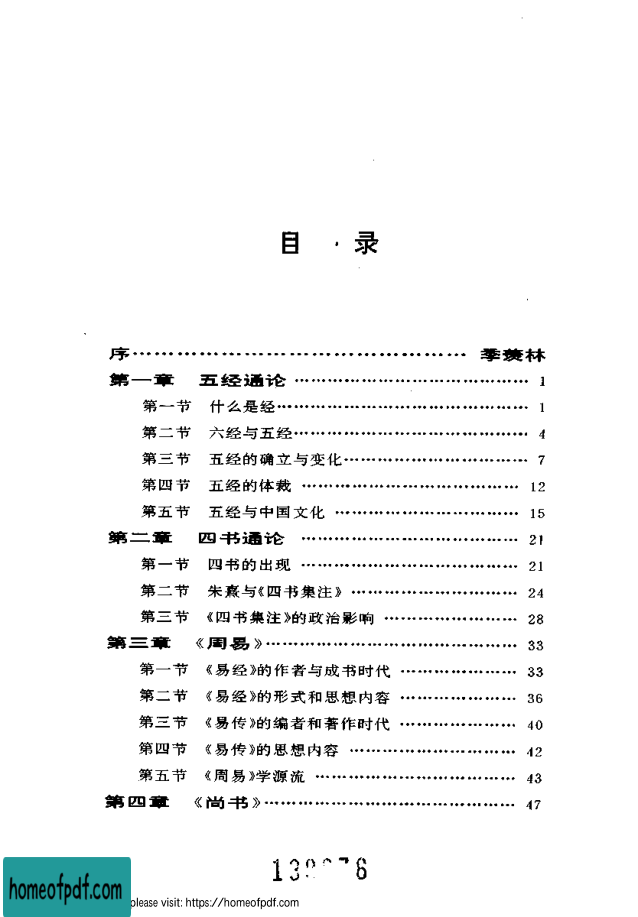 目 录
序…………………………………… 季羡林
第一章 五经通论 ………………………………… 1
第一节 什么是经………………………………… 1
第二节 六经与五经……………………………… 4
第三节 五经的确立与变化……………………… 7
第四节 五经的体裁 …………………………… 12
第五节 五经与中国文化 ……………………… 15
第二章 四书通论 ……………………………… 21
第一节 四书的出现 …………………………… 21
第二节 朱熹与《四书集注》 …………………… 24
第三节 《四书集注》的政治影响 ……………… 28
第三章 《周易》………………………………… 33
第一节 《易经》的作者与成书时代 …………… 33
第二节 《易经》的形式和思想内容 …………… 36
第三节 《易传》的编者和著作时代 …………… 40
第四节 《易传》的思想内容 …………………… 42
第五节 《周易》学源流 ………………………… 43
第四章 《尚书》………………………………… 47
homeofpdf.com
please visit: https://homeofpdf.com